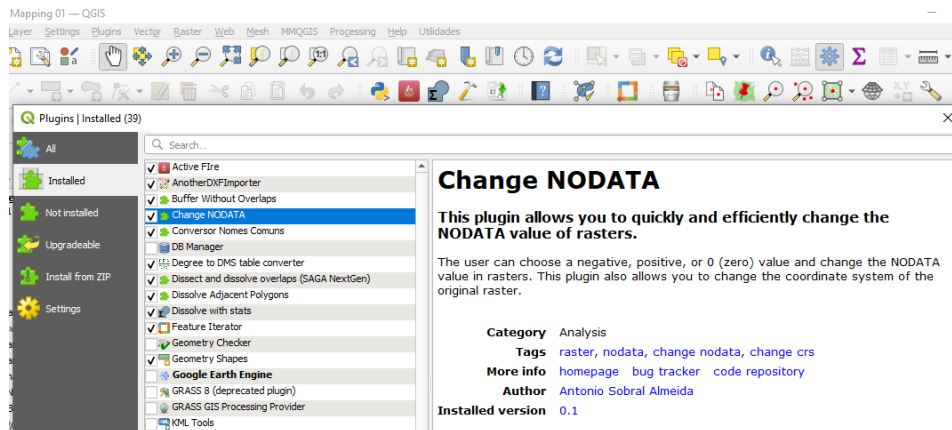 Mapping 01 — QGIS
Layer Settings Plugins Vector Raster Web Mesh MMQGIS Processing Help Utilidades
Plugins | Installed (39)
All
Installed
Not installed
Upgradeable
Install from ZIP
Settings
Search...
Active FIre
AnotherDXFImporter
Buffer Without Overlaps
Change NODATA
Conversor Nomes Comuns
DB Manager
Degree to DMS table converter
Dissect and dissolve overlaps (SAGA NextGen)
Dissolve Adjacent Polygons
Dissolve with stats
Feature Iterator
Geometry Checker
Geometry Shapes
Google Earth Engine
GRASS 8 (deprecated plugin)
GRASS GIS Processing Provider
KML Tools
Change NODATA
This plugin allows you to quickly and efficiently change the
NODATA value of rasters.
The user can choose a negative, positive, or 0 (zero) value and change the NODATA
value in rasters. This plugin also allows you to change the coordinate system of the
original raster.
Category Analysis
Tags raster, nodata, change nodata, change crs
More info homepage bug tracker code repository
Author Antonio Sobral Almeida
Installed version 0.1